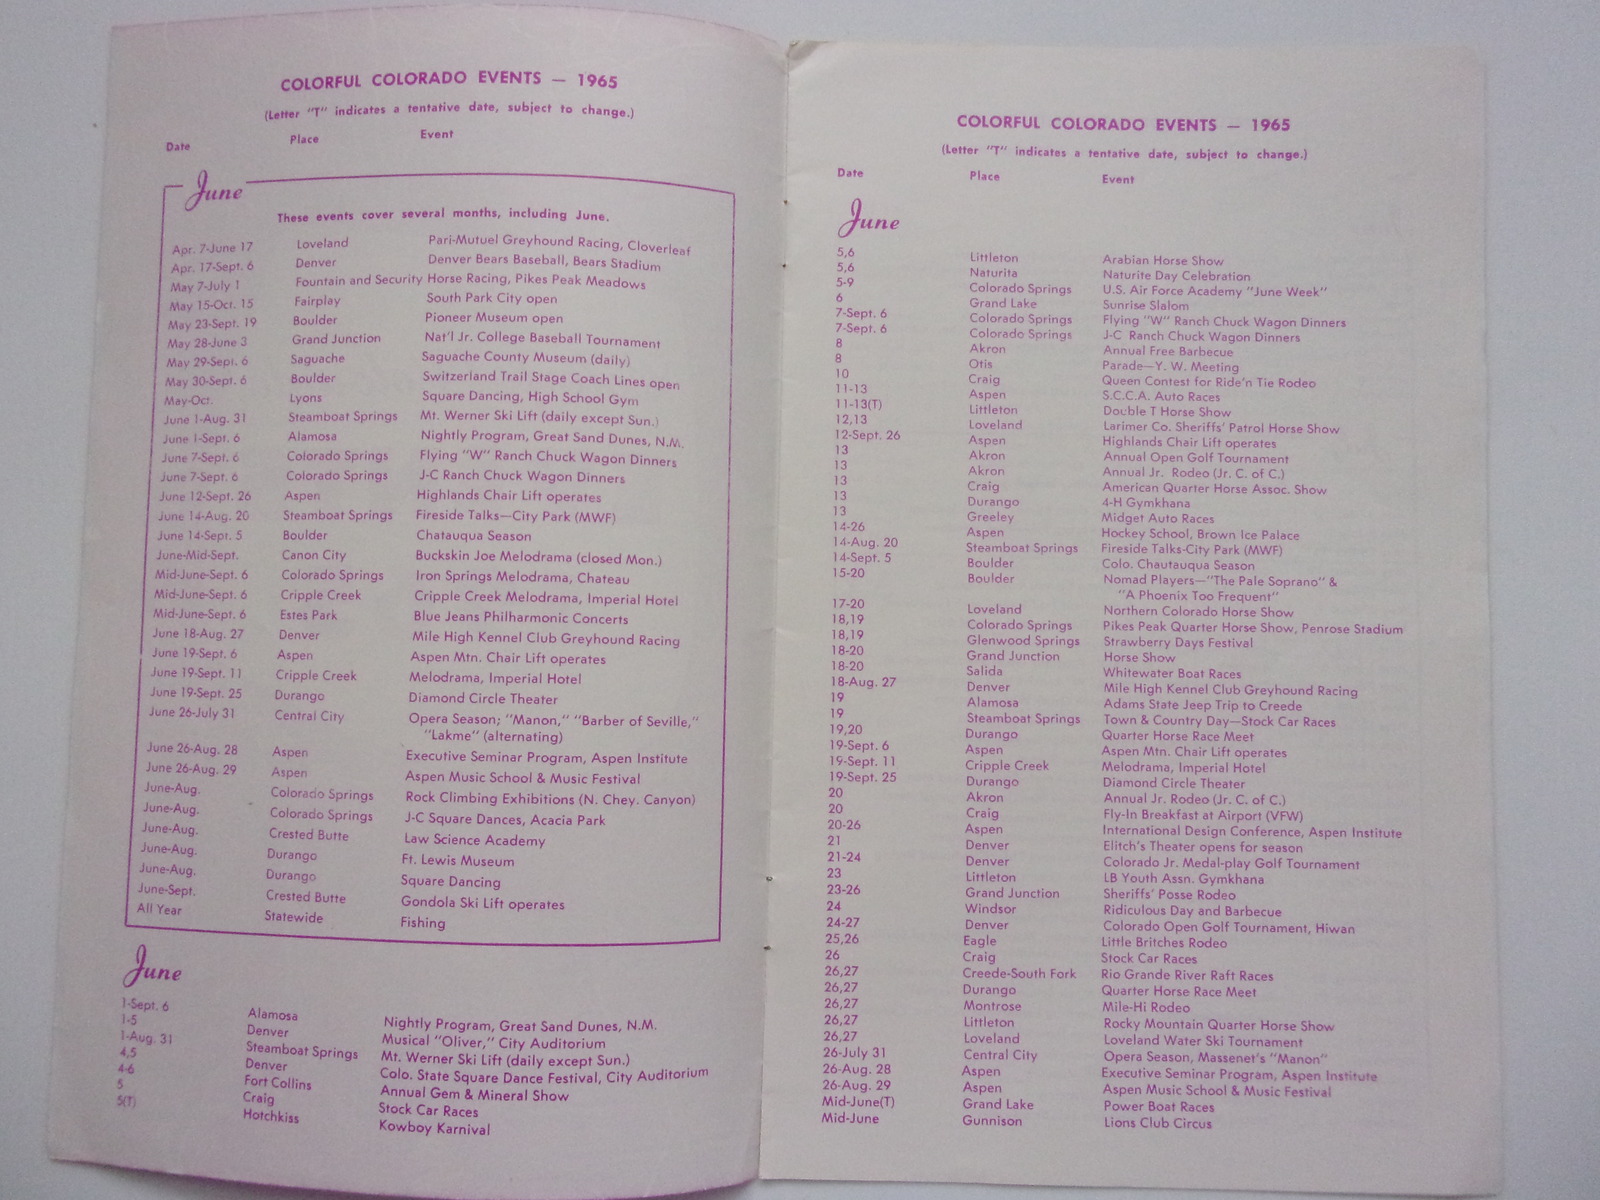 COLORFUL COLORADO EVENTS — 1965
(Letter "T" indicates a tentative date, subject to change.)
Date Place Event
June
These events cover several months, including June.
Apr. 7-June 17 Loveland Pari-Mutuel Greyhound Racing, Cloverleaf
Apr. 17-Sept. 6 Denver Denver Bears Baseball, Bears Stadium
May 7-July 1 Fountain and Security Horse Racing, Pikes Peak Meadows
May 15-Oct. 15 Fairplay South Park City open
May 23-Sept. 19 Boulder Pioneer Museum open
May 28-June 3 Grand Junction Nat'l Jr. College Baseball Tournament
May 29-Sept. 6 Saguache Saguache County Museum (daily)
May 30-Sept. 6 Boulder Switzerland Trail Stage Coach Lines open
May-Oct. Lyons Square Dancing, High School Gym
June 1-Aug. 31 Steamboat Springs Mt. Werner Ski Lift (daily except Sun.)
June 1-Sept. 6 Alamosa Nightly Program, Great Sand Dunes, N.M.
June 7-Sept. 6 Colorado Springs Flying "W" Ranch Chuck Wagon Dinners
June 7-Sept. 6 Colorado Springs J-C Ranch Chuck Wagon Dinners
June 12-Sept. 26 Aspen Highlands Chair Lift operates
June 14-Aug. 20 Steamboat Springs Fireside Talks—City Park (MWF)
June 14-Sept. 5 Boulder Chatauqua Season
June-Mid-Sept. Canon City Buckskin Joe Melodrama (closed Mon.)
Mid-June-Sept. 6 Colorado Springs Iron Springs Melodrama, Chateau
Mid-June-Sept. 6 Cripple Creek Cripple Creek Melodrama, Imperial Hotel
Mid-June-Sept. 6 Estes Park Blue Jeans Philharmonic Concerts
June 18-Aug. 27 Denver Mile High Kennel Club Greyhound Racing
June 19-Sept. 6 Aspen Aspen Mtn. Chair Lift operates
June 19-Sept. 11 Cripple Creek Melodrama, Imperial Hotel
June 19-Sept. 25 Durango Diamond Circle Theater
June 26-July 31 Central City Opera Season; "Manon," "Barber of Seville,"
"Lakme" (alternating)
June 26-Aug. 28 Aspen Executive Seminar Program, Aspen Institute
June 26-Aug. 29 Aspen Aspen Music School & Music Festival
June-Aug. Colorado Springs Rock Climbing Exhibitions (N. Chey. Canyon)
June-Aug. Colorado Springs J-C Square Dances, Acacia Park
June-Aug. Crested Butte Law Science Academy
June-Aug. Durango Ft. Lewis Museum
June-Aug. Durango Square Dancing
June-Sept. Crested Butte Gondola Ski Lift operates
All Year Statewide Fishing
June
1-Sept. 6 Alamosa Nightly Program, Great Sand Dunes, N.M.
1-5 Denver Musical "Oliver," City Auditorium
1-Aug. 31 Steamboat Springs Mt. Werner Ski Lift (daily except Sun.)
4,5 Denver Colo. State Square Dance Festival, City Auditorium
4-6 Fort Collins Annual Gem & Mineral Show
5 Craig Stock Car Races
5(T) Hotchkiss Kowboy Karnival
COLORFUL COLORADO EVENTS — 1965
(Letter "T" indicates a tentative date, subject to change.)
Date Place Event
June
5,6 Littleton Arabian Horse Show
5,6 Naturita Naturite Day Celebration
5-9 Colorado Springs U.S. Air Force Academy "June Week"
6 Grand Lake Sunrise Slalom
7-Sept. 6 Colorado Springs Flying "W" Ranch Chuck Wagon Dinners
7-Sept. 6 Colorado Springs J-C Ranch Chuck Wagon Dinners
8 Akron Annual Free Barbecue
8 Otis Parade—Y. W. Meeting
10 Craig Queen Contest for Ride'n Tie Rodeo
11-13 Aspen S.C.C.A. Auto Races
11-13(T) Littleton Double T Horse Show
12,13 Loveland Larimer Co. Sheriffs' Patrol Horse Show
12-Sept. 26 Aspen Highlands Chair Lift operates
13 Akron Annual Open Golf Tournament
13 Akron Annual Jr. Rodeo (Jr. C. of C.)
13 Craig American Quarter Horse Assoc. Show
13 Durango 4-H Gymkhana
13 Greeley Midget Auto Races
14-26 Aspen Hockey School, Brown Ice Palace
14-Aug. 20 Steamboat Springs Fireside Talks-City Park (MWF)
14-Sept. 5 Boulder Colo. Chautauqua Season
15-20 Boulder Nomad Players—"The Pale Soprano" &
"A Phoenix Too Frequent"
17-20 Loveland Northern Colorado Horse Show
18,19 Colorado Springs Pikes Peak Quarter Horse Show, Penrose Stadium
18,19 Glenwood Springs Strawberry Days Festival
18-20 Grand Junction Horse Show
18-20 Salida Whitewater Boat Races
18-Aug. 27 Denver Mile High Kennel Club Greyhound Racing
19 Alamosa Adams State Jeep Trip to Creede
19 Steamboat Springs Town & Country Day—Stock Car Races
19,20 Durango Quarter Horse Race Meet
19-Sept. 6 Aspen Aspen Mtn. Chair Lift operates
19-Sept. 11 Cripple Creek Melodrama, Imperial Hotel
19-Sept. 25 Durango Diamond Circle Theater
20 Akron Annual Jr. Rodeo (Jr. C. of C.)
20 Craig Fly-In Breakfast at Airport (VFW)
20-26 Aspen International Design Conference, Aspen Institute
21 Denver Elitch's Theater opens for season
21-24 Denver Colorado Jr. Medal-play Golf Tournament
23 Littleton LB Youth Assn. Gymkhana
23-26 Grand Junction Sheriffs' Posse Rodeo
24 Windsor Ridiculous Day and Barbecue
24-27 Denver Colorado Open Golf Tournament, Hiwan
25,26 Eagle Little Britches Rodeo
26 Craig Stock Car Races
26,27 Creede-South Fork Rio Grande River Raft Races
26,27 Durango Quarter Horse Race Meet
26,27 Montrose Mile-Hi Rodeo
26,27 Littleton Rocky Mountain Quarter Horse Show
26,27 Loveland Loveland Water Ski Tournament
26-July 31 Central City Opera Season, Massenet's "Manon"
26-Aug. 28 Aspen Executive Seminar Program, Aspen Institute
26-Aug. 29 Aspen Aspen Music School & Music Festival
Mid-June(T) Grand Lake Power Boat Races
Mid-June Gunnison Lions Club Circus